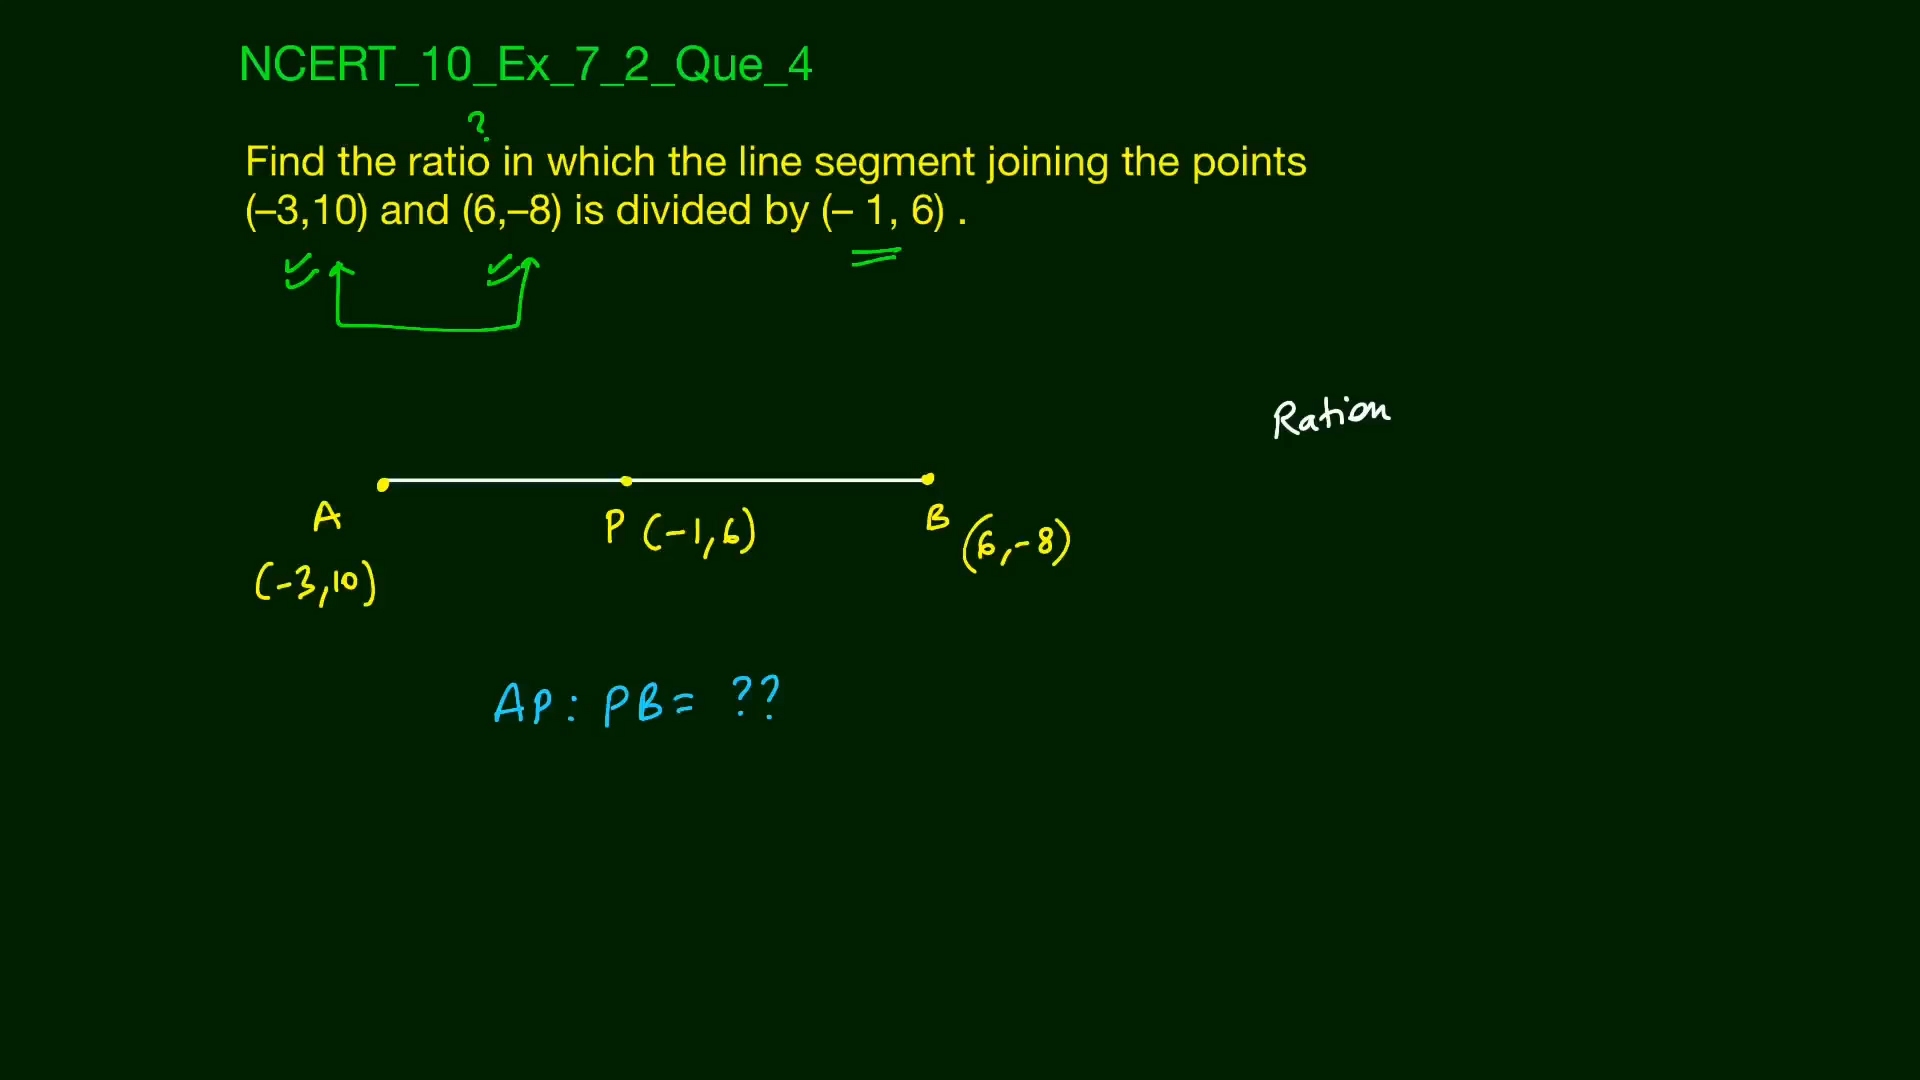 NCERT_10_Ex_7_2_Que_4
?
Find the ratio in which the line segment joining the points
(–3,10) and (6,–8) is divided by (– 1, 6) .
Ration
A
P (-1,6)
B (6,-8)
(-3,10)
AP : PB = ??